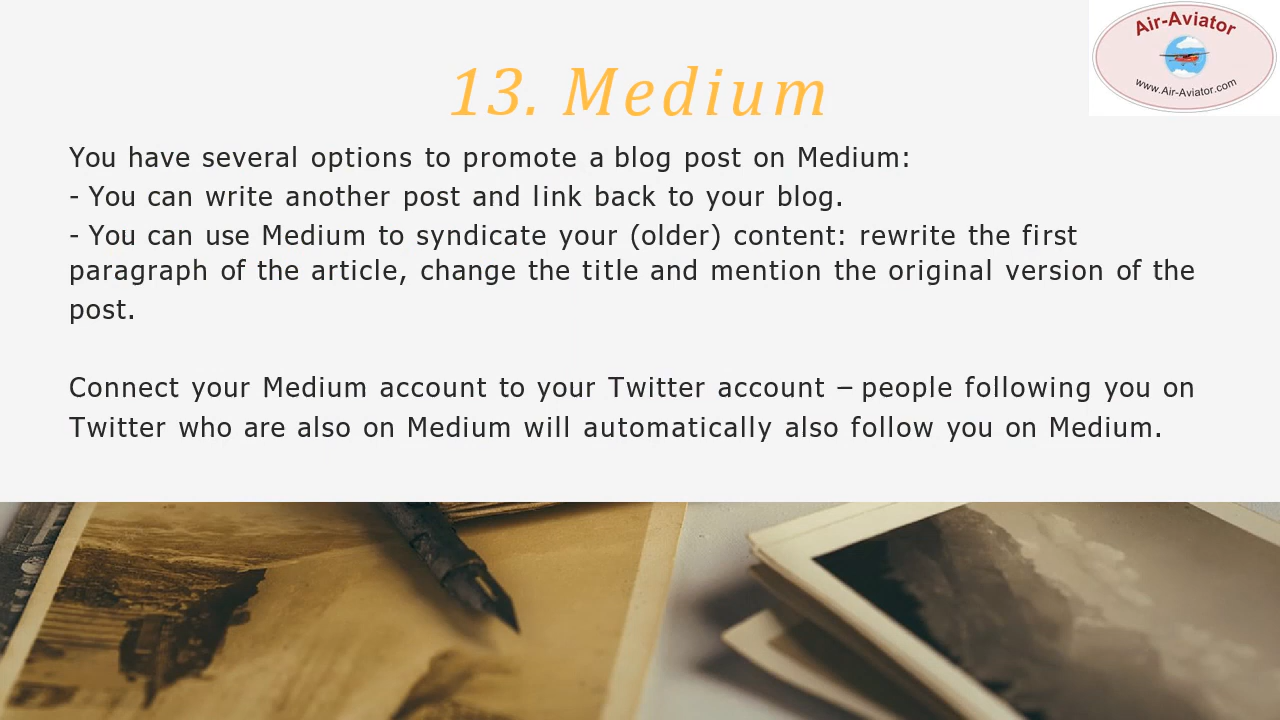 Air-Aviator
www.Air-Aviator.com
13. Medium
You have several options to promote a blog post on Medium:
- You can write another post and link back to your blog.
- You can use Medium to syndicate your (older) content: rewrite the first
paragraph of the article, change the title and mention the original version of the
post.
Connect your Medium account to your Twitter account – people following you on
Twitter who are also on Medium will automatically also follow you on Medium.